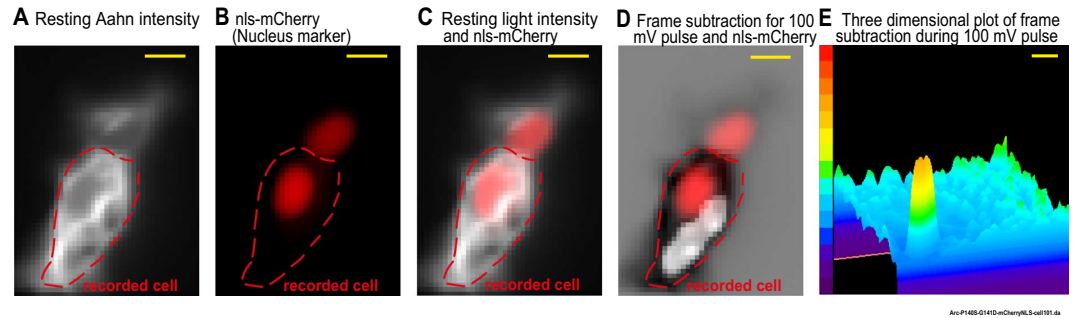 A Resting Aahn intensity
B nls-mCherry
(Nucleus marker)
C Resting light intensity
and nls-mCherry
D Frame subtraction for 100
mV pulse and nls-mCherry
E Three dimensional plot of frame
subtraction during 100 mV pulse
recorded cell
recorded cell
recorded cell
recorded cell
Arc-P140S-G141D-mCherryNLS-cell101.da